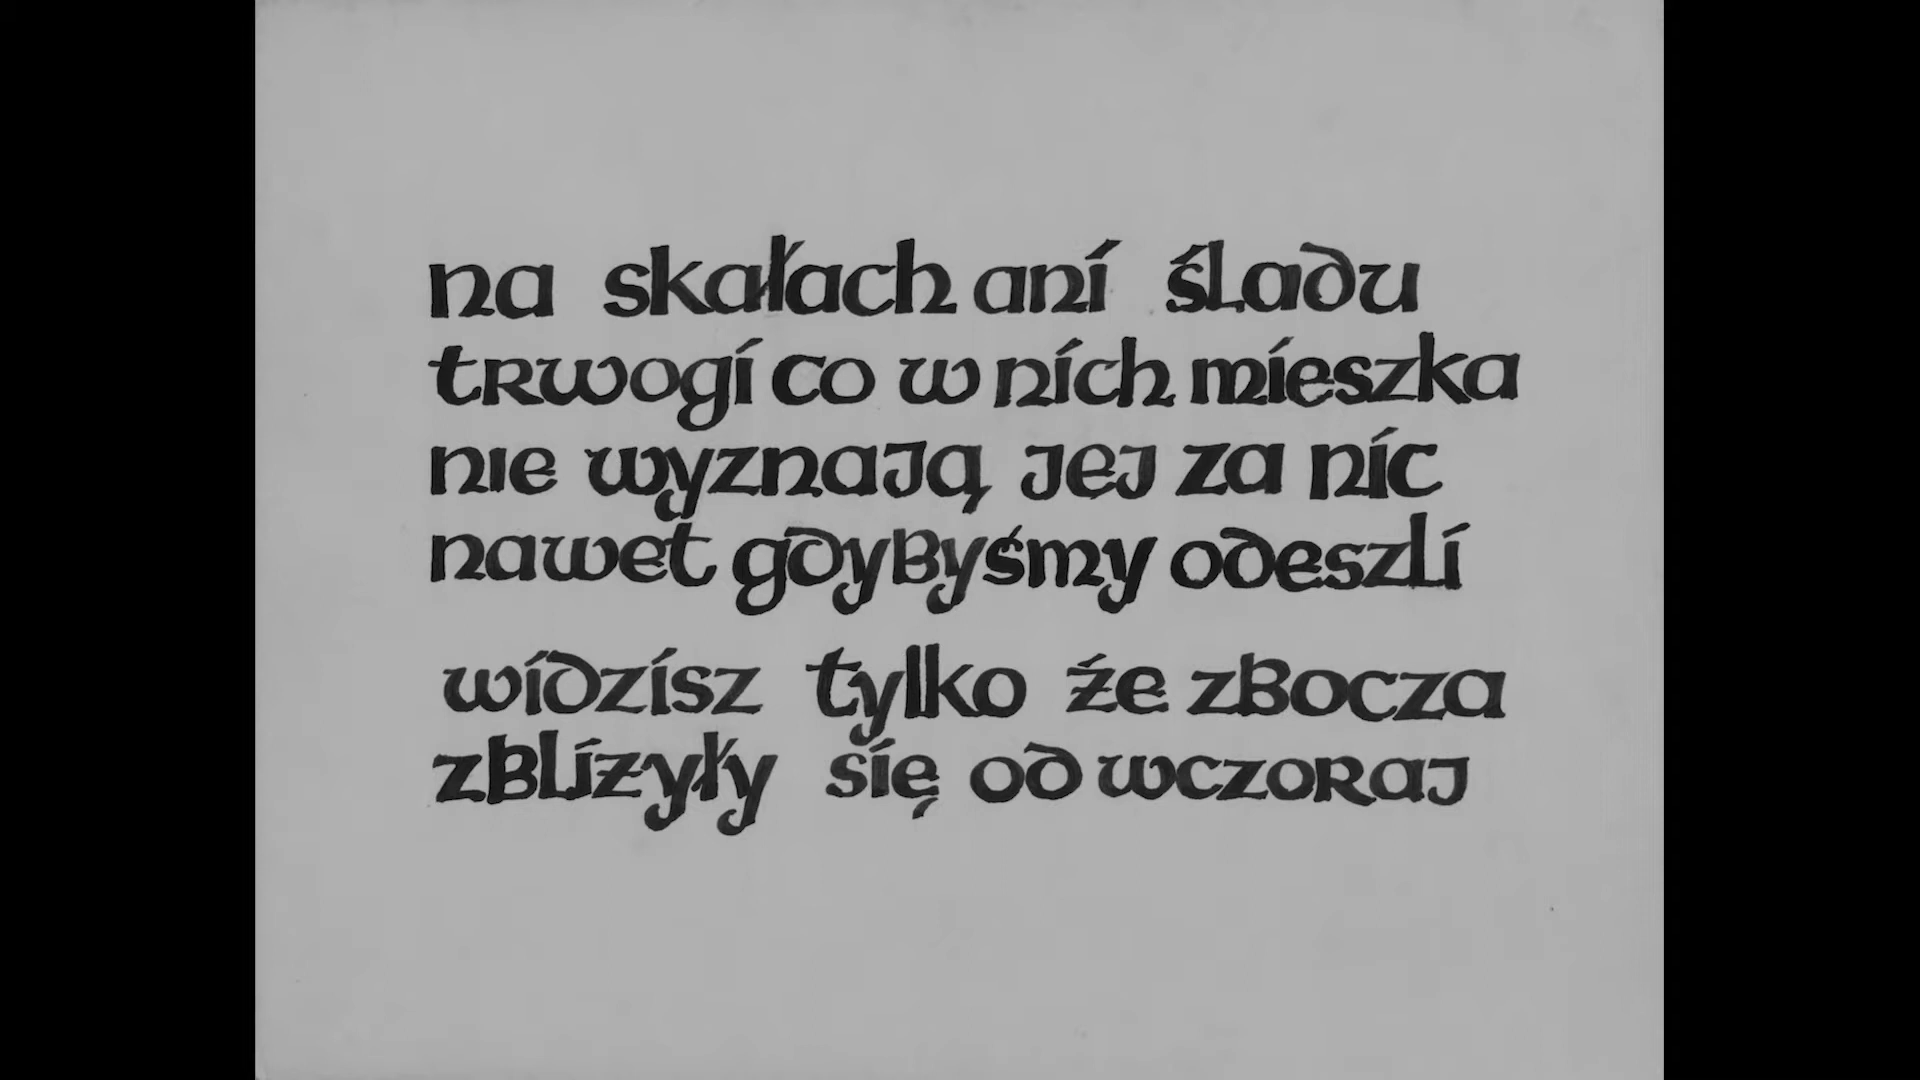 na skałach ani śladu
trwogi co w nich mieszka
nie wyznają jej za nic
nawet gdybyśmy odeszli
widzisz tylko że zbocza
zbliżyły się od wczoraj